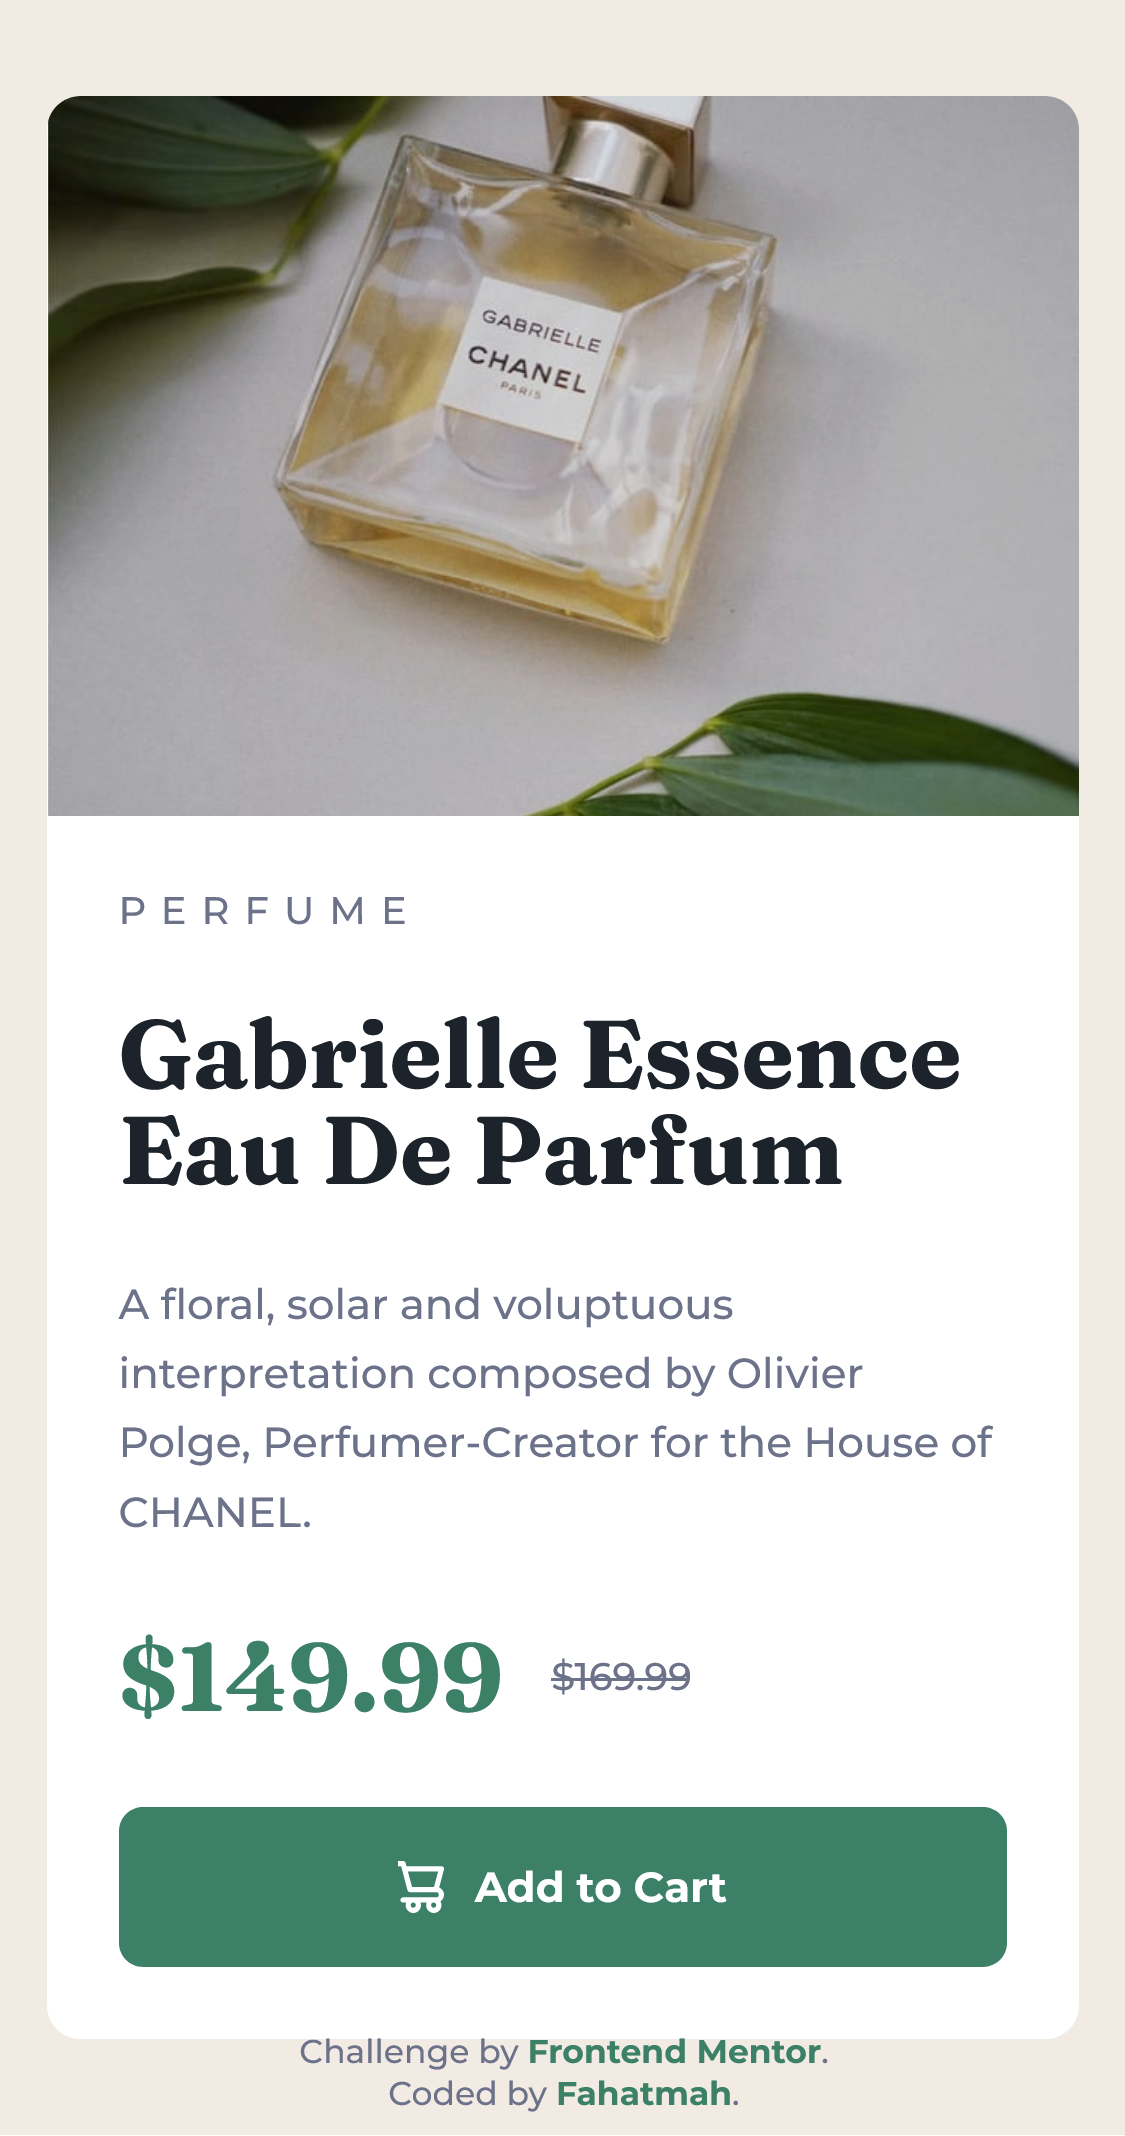 GABRIELLE
CHANEL
PARIS
PERFUME
Gabrielle Essence
Eau De Parfum
A floral, solar and voluptuous
interpretation composed by Olivier
Polge, Perfumer-Creator for the House of
CHANEL.
$149.99 $169.99
Add to Cart
Challenge by Frontend Mentor.
Coded by Fahatmah.